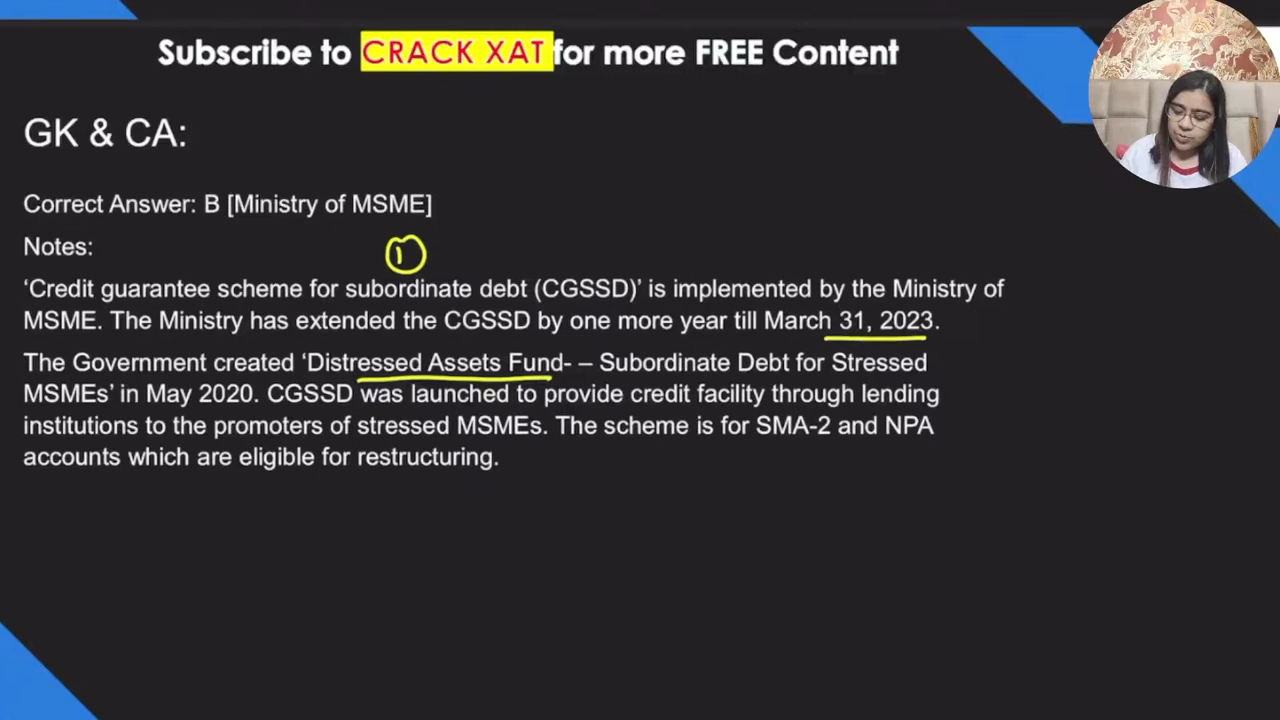 Subscribe to CRACK XAT for more FREE Content
GK & CA:
Correct Answer: B [Ministry of MSME]
Notes:
1
‘Credit guarantee scheme for subordinate debt (CGSSD)’ is implemented by the Ministry of
MSME. The Ministry has extended the CGSSD by one more year till March 31, 2023.
The Government created ‘Distressed Assets Fund- – Subordinate Debt for Stressed
MSMEs’ in May 2020. CGSSD was launched to provide credit facility through lending
institutions to the promoters of stressed MSMEs. The scheme is for SMA-2 and NPA
accounts which are eligible for restructuring.